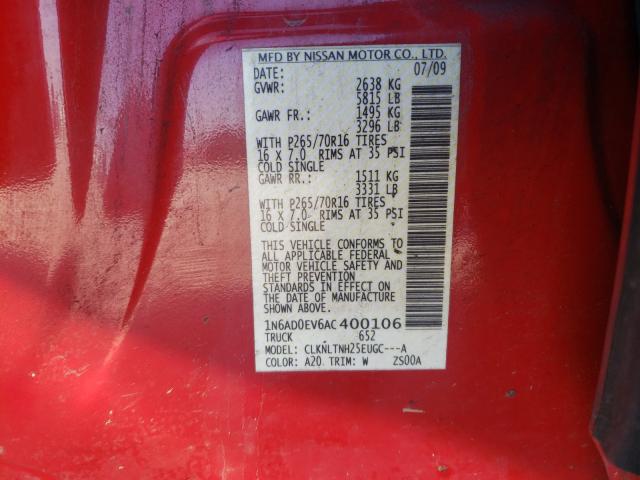 MFD BY NISSAN MOTOR CO., LTD.
DATE: 07/09
GVWR: 2638 KG
5815 LB
GAWR FR.: 1495 KG
3296 LB
WITH P265/70R16 TIRES
16 X 7.0 RIMS AT 35 PSI
COLD SINGLE
GAWR RR.: 1511 KG
3331 LB
WITH P265/70R16 TIRES
16 X 7.0 RIMS AT 35 PSI
COLD SINGLE
THIS VEHICLE CONFORMS TO
ALL APPLICABLE FEDERAL
MOTOR VEHICLE SAFETY AND
THEFT PREVENTION
STANDARDS IN EFFECT ON
THE DATE OF MANUFACTURE
SHOWN ABOVE.
1N6AD0EV6AC400106
TRUCK 652
MODEL: CLKNLTNH25EUGC---A
COLOR: A20 TRIM: W ZS00A